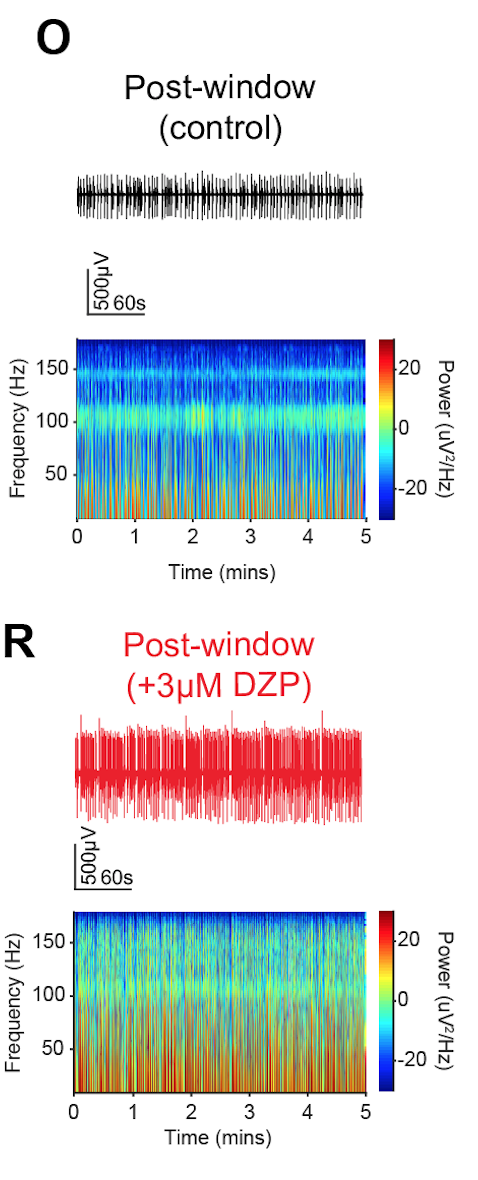 O
Post-window
(control)
500µV
60s
Frequency (Hz)
150
100
50
0 1 2 3 4 5
Time (mins)
20
0
-20
Power (uV²/Hz)
R
Post-window
(+3µM DZP)
500µV
60s
Frequency (Hz)
150
100
50
0 1 2 3 4 5
Time (mins)
20
0
-20
Power (uV²/Hz)